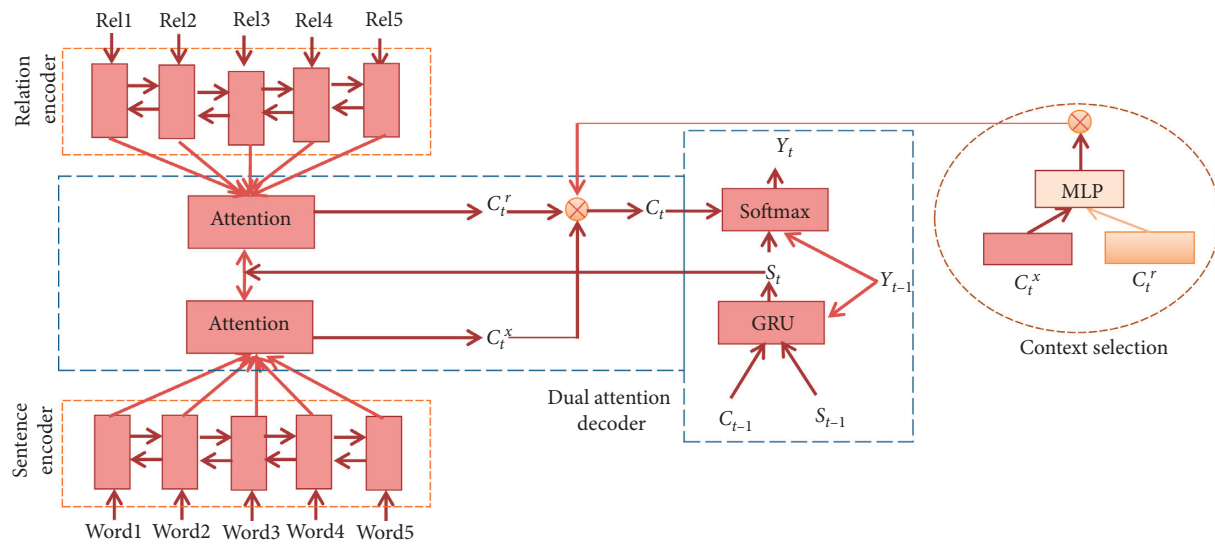 Rel1 Rel2 Rel3 Rel4 Rel5
Relation
encoder
Attention
C_t^r
C_t
Y_t
Softmax
S_t
Y_{t–1}
Attention
C_t^x
GRU
C_{t–1}
S_{t–1}
Dual attention
decoder
MLP
C_t^x
C_t^r
Context selection
Sentence
encoder
Word1 Word2 Word3 Word4 Word5